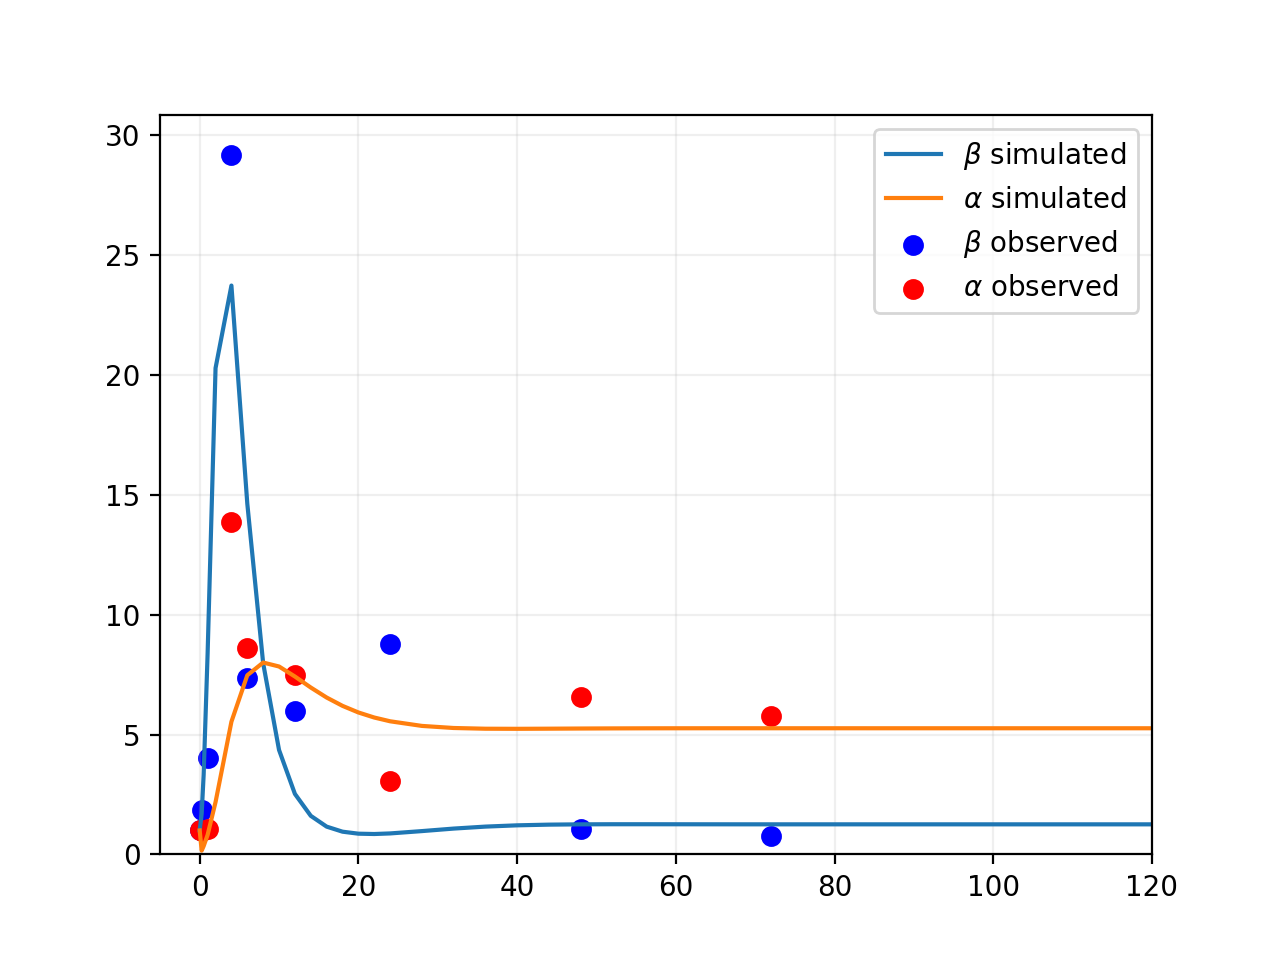 30
25
20
15
10
5
0
0 20 40 60 80 100 120
β simulated
α simulated
β observed
α observed